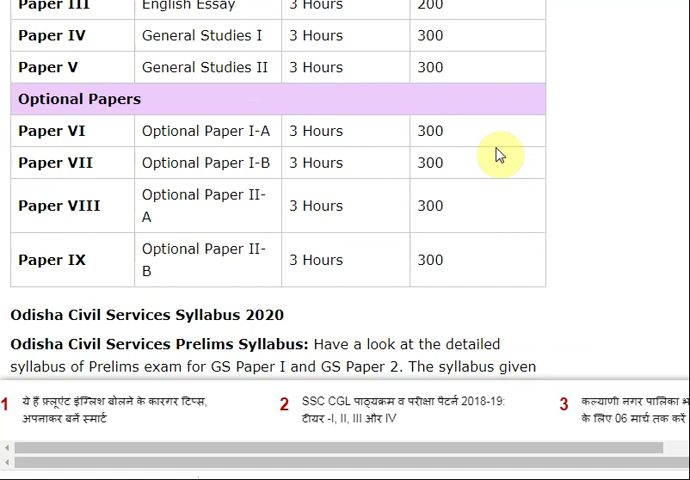 Paper III English Essay 3 Hours 200
Paper IV General Studies I 3 Hours 300
Paper V General Studies II 3 Hours 300
Optional Papers
Paper VI Optional Paper I-A 3 Hours 300
Paper VII Optional Paper I-B 3 Hours 300
Paper VIII Optional Paper II-A 3 Hours 300
Paper IX Optional Paper II-B 3 Hours 300
Odisha Civil Services Syllabus 2020
Odisha Civil Services Prelims Syllabus: Have a look at the detailed
syllabus of Prelims exam for GS Paper I and GS Paper 2. The syllabus given
1 ये हैं फ़्लूएंट इंग्लिश बोलने के कारगर टिप्स,
अपनाकर बनें स्मार्ट
2 SSC CGL पाठ्यक्रम व परीक्षा पैटर्न 2018-19:
टीयर -I, II, III और IV
3 कल्याणी नगर पालिका
के लिए 06 मार्च तक करें